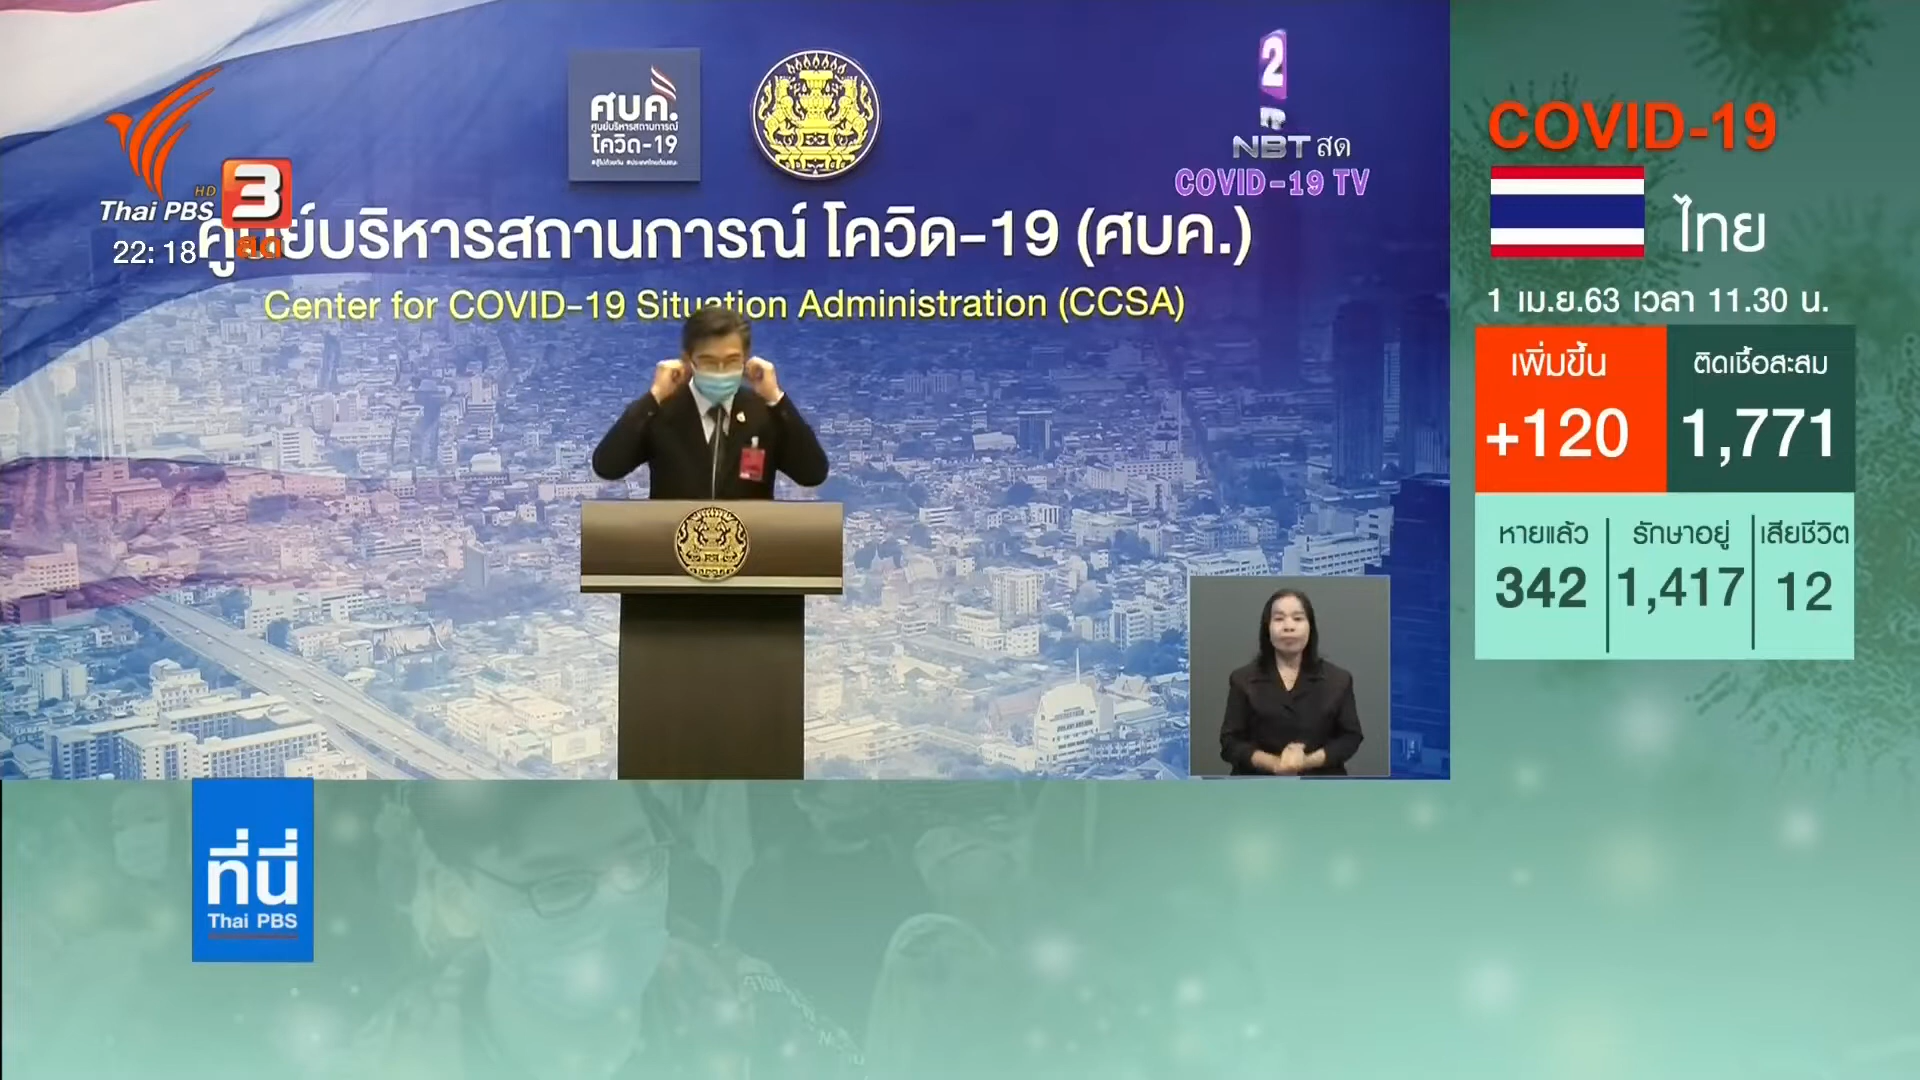 ศบค.
ศูนย์บริหารสถานการณ์
โควิด-19
2
NBT สด
COVID-19 TV
HD
3
Thai PBS
22:18
สด
ศูนย์บริหารสถานการณ์ โควิด-19 (ศบค.)
Center for COVID-19 Situation Administration (CCSA)
COVID-19
ไทย
1 เม.ย.63 เวลา 11.30 น.
เพิ่มขึ้น
+120
ติดเชื้อสะสม
1,771
หายแล้ว
342
รักษาอยู่
1,417
เสียชีวิต
12
ที่นี่
Thai PBS